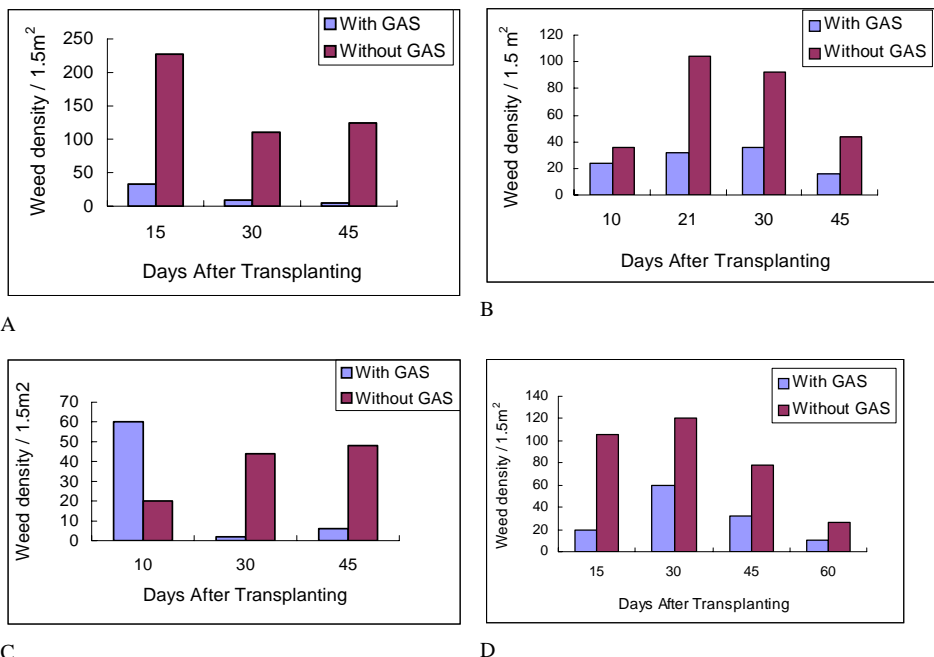 With GAS
Without GAS
250
200
150
100
50
0
Weed density / 1.5m²
15 30 45
Days After Transplanting
A
With GAS
Without GAS
120
100
80
60
40
20
0
Weed density / 1.5 m²
10 21 30 45
Days After Transplanting
B
With GAS
Without GAS
70
60
50
40
30
20
10
0
Weed density / 1.5m2
10 30 45
Days After Transplanting
C
With GAS
Without GAS
140
120
100
80
60
40
20
0
Weed density / 1.5m²
15 30 45 60
Days After Transplanting
D